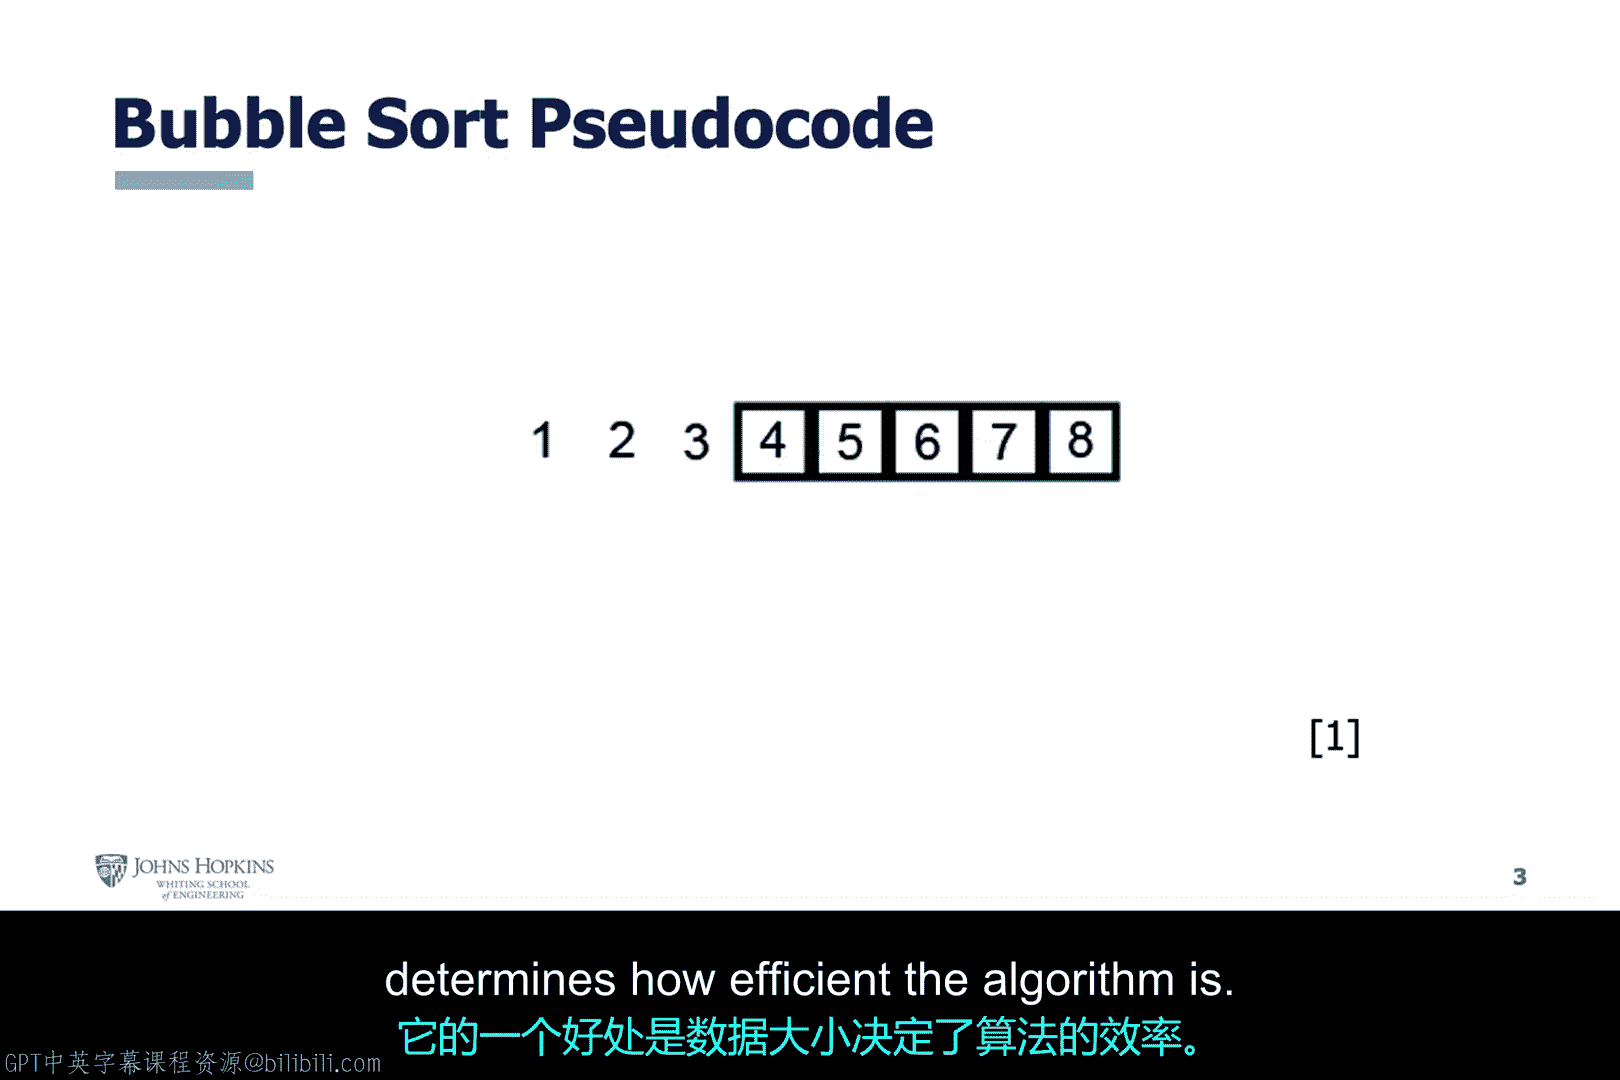 Bubble Sort Pseudocode
1 2 3 4 5 6 7 8
[1]
JOHNS HOPKINS
WHITING SCHOOL
of ENGINEERING
3
determines how efficient the algorithm is.
它的一个好处是数据大小决定了算法的效率。
GPT中英字幕课程资源@bilibili.com